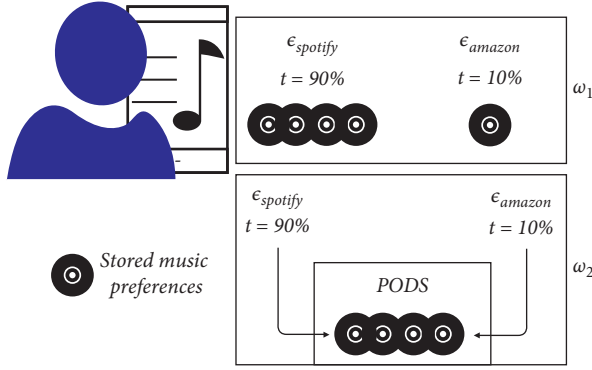 ϵspotify
t = 90%
ϵamazon
t = 10%
ω1
ϵspotify
t = 90%
ϵamazon
t = 10%
PODS
ω2
Stored music
preferences